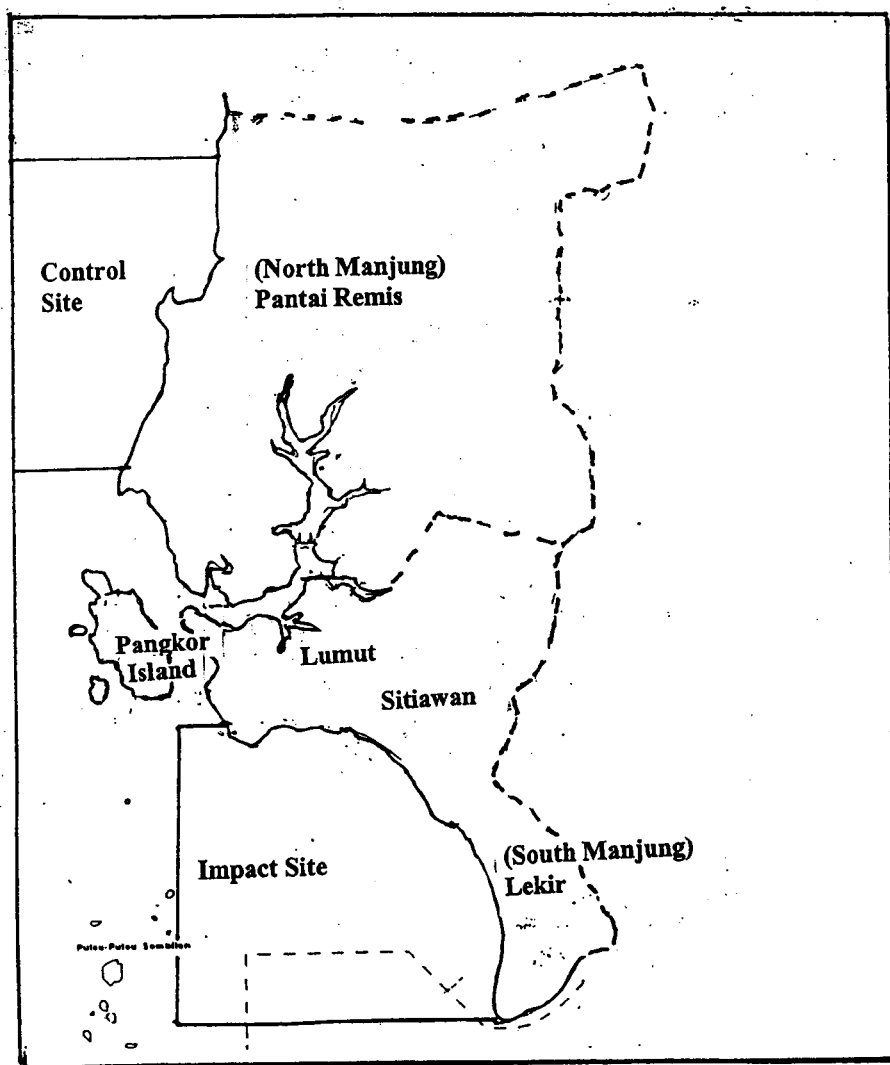 Control
Site
(North Manjung)
Pantai Remis
Pangkor
Island
Lumut
Sitiawan
Impact Site
(South Manjung)
Lekir
Pulau-Pulau Sembilan